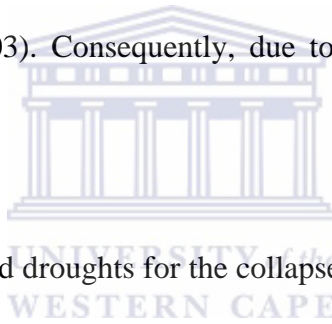 03). Consequently, due to
UNIVERSITY of the
d droughts for the collapse
WESTERN CAPE